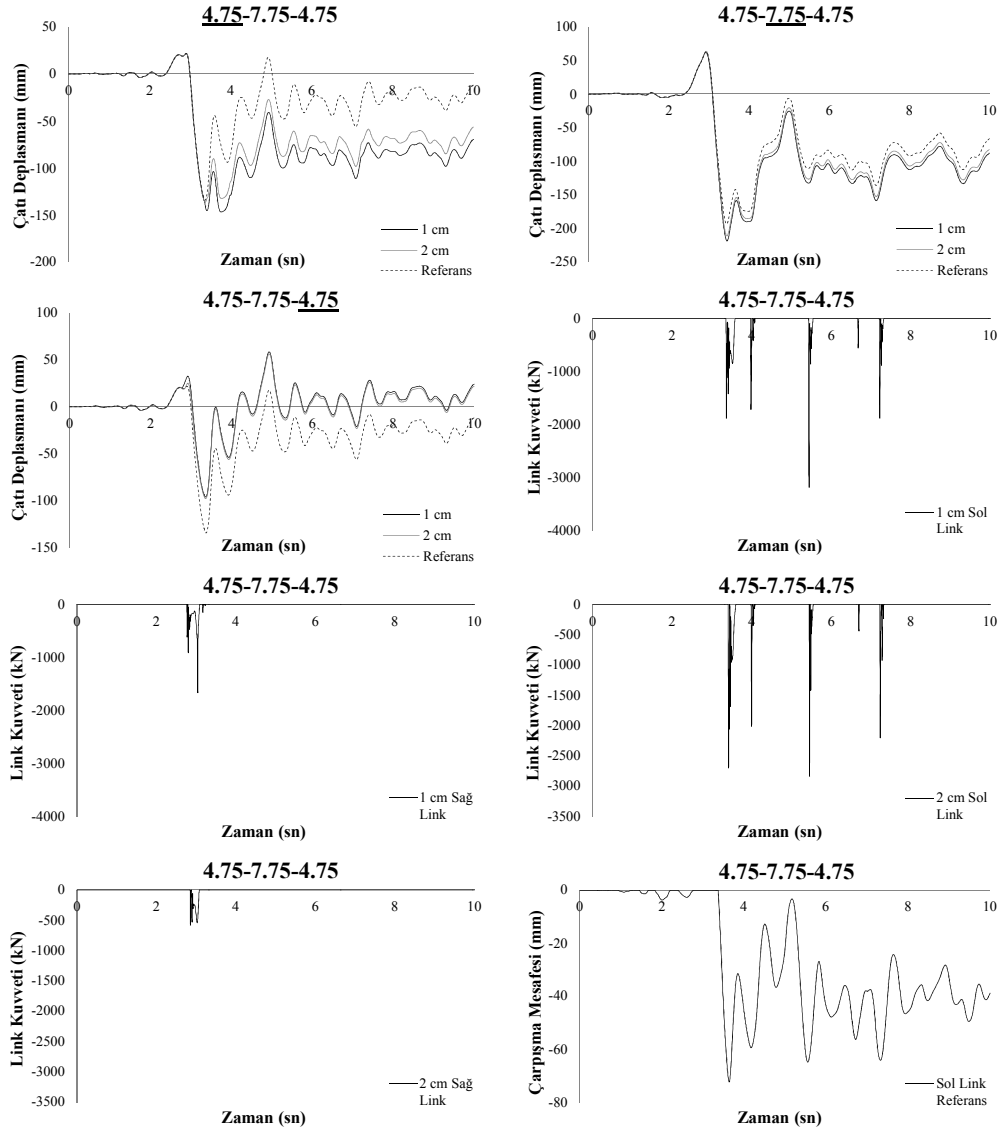 4.75-7.75-4.75
50
0
-50
-100
-150
-200
0 2 4 6 8 10
Çatı Deplasmanı (mm)
Zaman (sn)
1 cm
2 cm
Referans
4.75-7.75-4.75
100
50
0
-50
-100
-150
-200
-250
0 2 4 6 8 10
Çatı Deplasmanı (mm)
Zaman (sn)
1 cm
2 cm
Referans
4.75-7.75-4.75
100
50
0
-50
-100
-150
0 2 4 6 8 10
Çatı Deplasmanı (mm)
Zaman (sn)
1 cm
2 cm
Referans
4.75-7.75-4.75
0
-1000
-2000
-3000
-4000
0 2 4 6 8 10
Link Kuvveti (kN)
Zaman (sn)
1 cm Sol
Link
4.75-7.75-4.75
0
-1000
-2000
-3000
-4000
0 2 4 6 8 10
Link Kuvveti (kN)
Zaman (sn)
1 cm Sağ
Link
4.75-7.75-4.75
0
-500
-1000
-1500
-2000
-2500
-3000
-3500
0 2 4 6 8 10
Link Kuvveti (kN)
Zaman (sn)
2 cm Sol
Link
4.75-7.75-4.75
0
-500
-1000
-1500
-2000
-2500
-3000
-3500
0 2 4 6 8 10
Link Kuvveti (kN)
Zaman (sn)
2 cm Sağ
Link
4.75-7.75-4.75
0
-20
-40
-60
-80
0 2 4 6 8 10
Çarpışma Mesafesi (mm)
Zaman (sn)
Sol Link
Referans